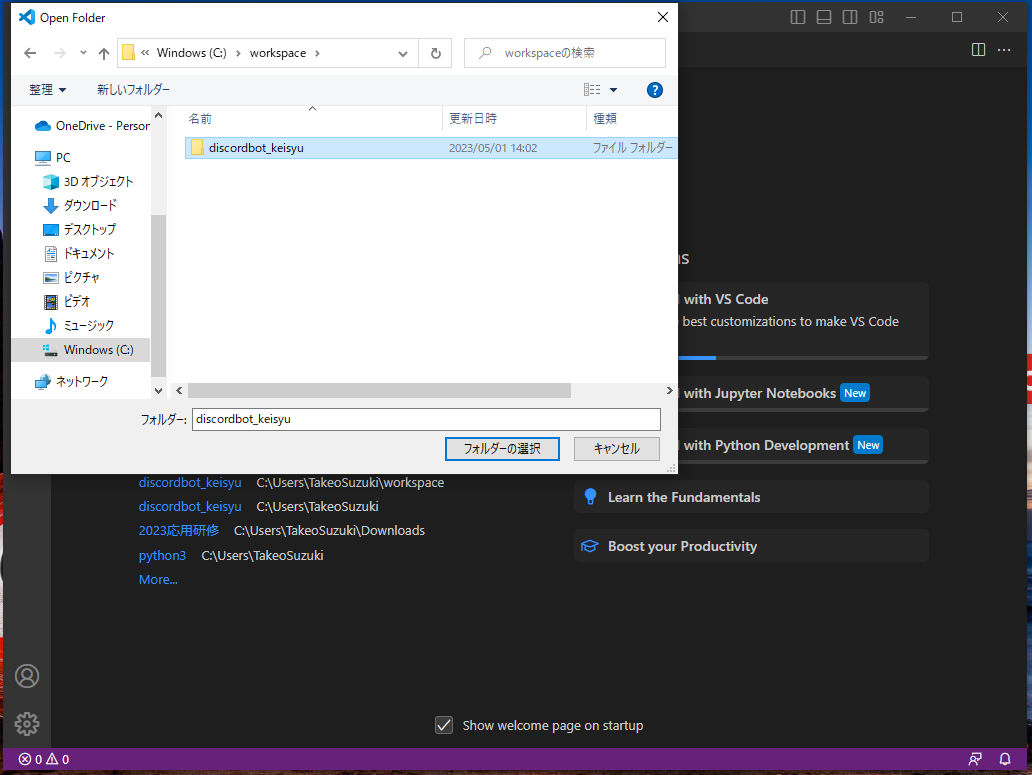 Open Folder
« Windows (C:) › workspace ›
workspaceの検索
整理
新しいフォルダー
名前
更新日時
種類
OneDrive - Person
PC
3D オブジェクト
ダウンロード
デスクトップ
ドキュメント
ピクチャ
ビデオ
ミュージック
Windows (C:)
ネットワーク
discordbot_keisyu
2023/05/01 14:02
ファイル フォルダー
フォルダー: discordbot_keisyu
フォルダーの選択
キャンセル
discordbot_keisyu C:\Users\TakeoSuzuki\workspace
discordbot_keisyu C:\Users\TakeoSuzuki
2023応用研修 C:\Users\TakeoSuzuki\Downloads
python3 C:\Users\TakeoSuzuki
More...
with VS Code
best customizations to make VS Code
with Jupyter Notebooks New
with Python Development New
Learn the Fundamentals
Boost your Productivity
Show welcome page on startup
0 0